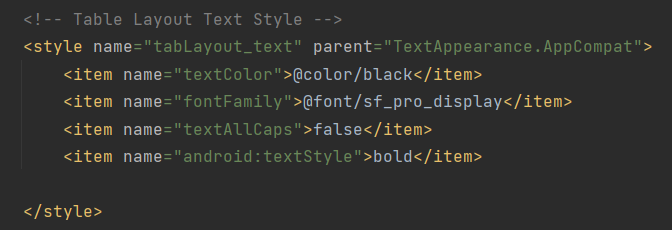 <!-- Table Layout Text Style -->
<style name="tabLayout_text" parent="TextAppearance.AppCompat">
<item name="textColor">@color/black</item>
<item name="fontFamily">@font/sf_pro_display</item>
<item name="textAllCaps">false</item>
<item name="android:textStyle">bold</item>
</style>